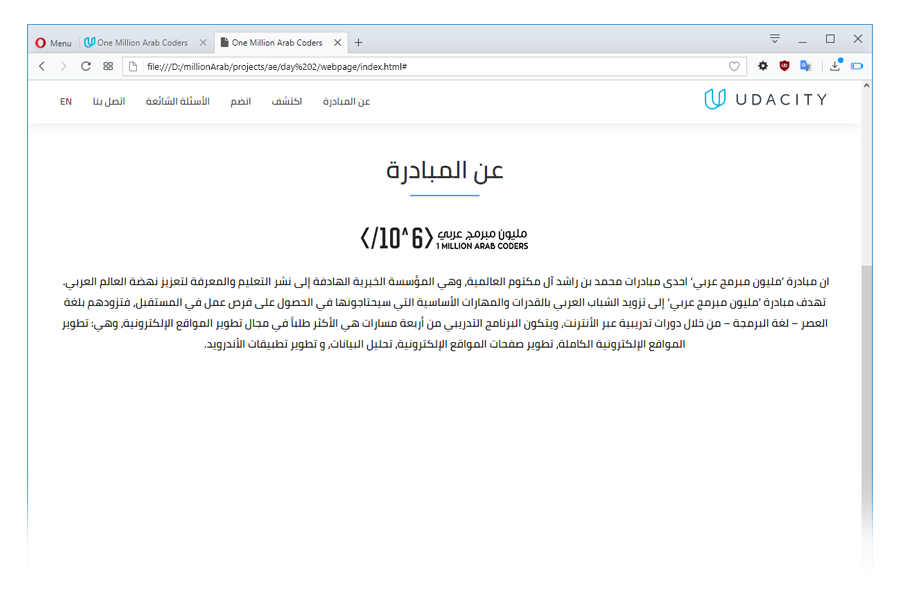 Menu
One Million Arab Coders
One Million Arab Coders
file:///D:/millionArab/projects/ae/day%202/webpage/index.html#
UDACITY
عن المبادرة
اكتشف
انضم
الأسئلة الشائعة
اتصل بنا
EN
عن المبادرة
</10^6>
مليون مبرمج عربي
1 MILLION ARAB CODERS
ان مبادرة ’مليون مبرمج عربي‘ احدى مبادرات محمد بن راشد آل مكتوم العالمية، وهي المؤسسة الخيرية الهادفة إلى نشر التعليم والمعرفة لتعزيز نهضة العالم العربي.
تهدف مبادرة ’مليون مبرمج عربي‘ إلى تزويد الشباب العربي بالقدرات والمهارات الأساسية التي سيحتاجونها في الحصول على فرص عمل في المستقبل، فتزودهم بلغة
العصر – لغة البرمجة – من خلال دورات تدريبية عبر الأنترنت، ويتكون البرنامج التدريبي من أربعة مسارات هي الأكثر طلباً في مجال تطوير المواقع الإلكترونية، وهي: تطوير
المواقع الإلكترونية الكاملة، تطوير صفحات المواقع الإلكترونية، تحليل البيانات، و تطوير تطبيقات الأندرويد.